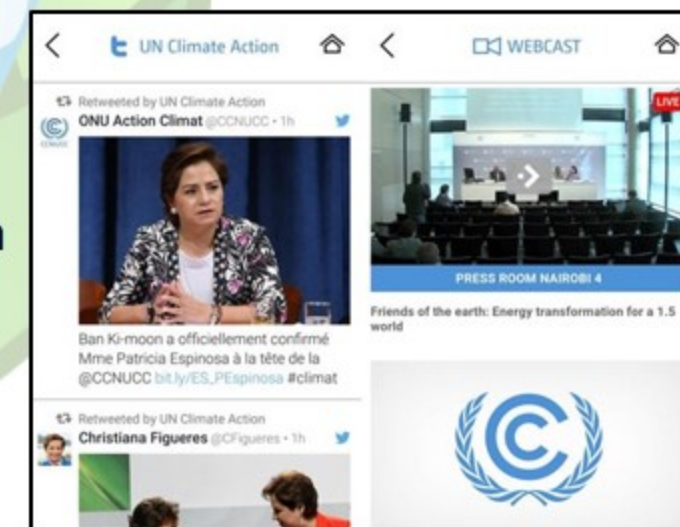 UN Climate Action
Retweeted by UN Climate Action
ONU Action Climat @CCNUCC • 1h
Ban Ki-moon a officiellement confirmé
Mme Patricia Espinosa à la tête de la
@CCNUCC bit.ly/ES_PEspinosa #climat
Retweeted by UN Climate Action
Christiana Figueres @CFigueres • 1h
WEBCAST
LIVE
PRESS ROOM NAIROBI 4
Friends of the earth: Energy transformation for a 1.5
world